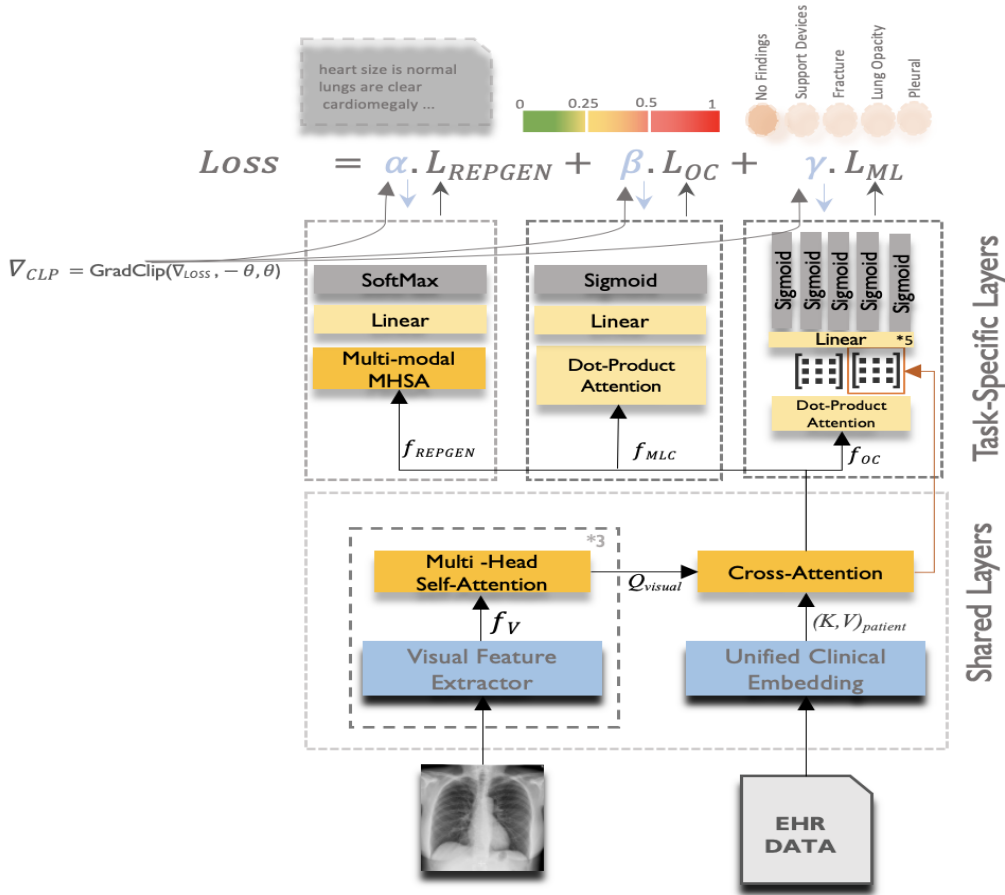 heart size is normal
lungs are clear
cardiomegaly ...
0 0.25 0.5 1
No Findings
Support Devices
Fracture
Lung Opacity
Pleural
Loss = α. L_REPGEN + β. L_OC + γ. L_ML
∇_CLP = GradClip(∇_LOSS, − θ, θ)
SoftMax
Linear
Multi-modal
MHSA
Sigmoid
Linear
Dot-Product
Attention
Sigmoid
Sigmoid
Sigmoid
Sigmoid
Sigmoid
Linear *5
Dot-Product
Attention
f_REPGEN
f_MLC
f_OC
Task-Specific Layers
*3
Multi -Head
Self-Attention
Q_visual
Cross-Attention
f_V
(K, V)_patient
Visual Feature
Extractor
Unified Clinical
Embedding
Shared Layers
EHR
DATA